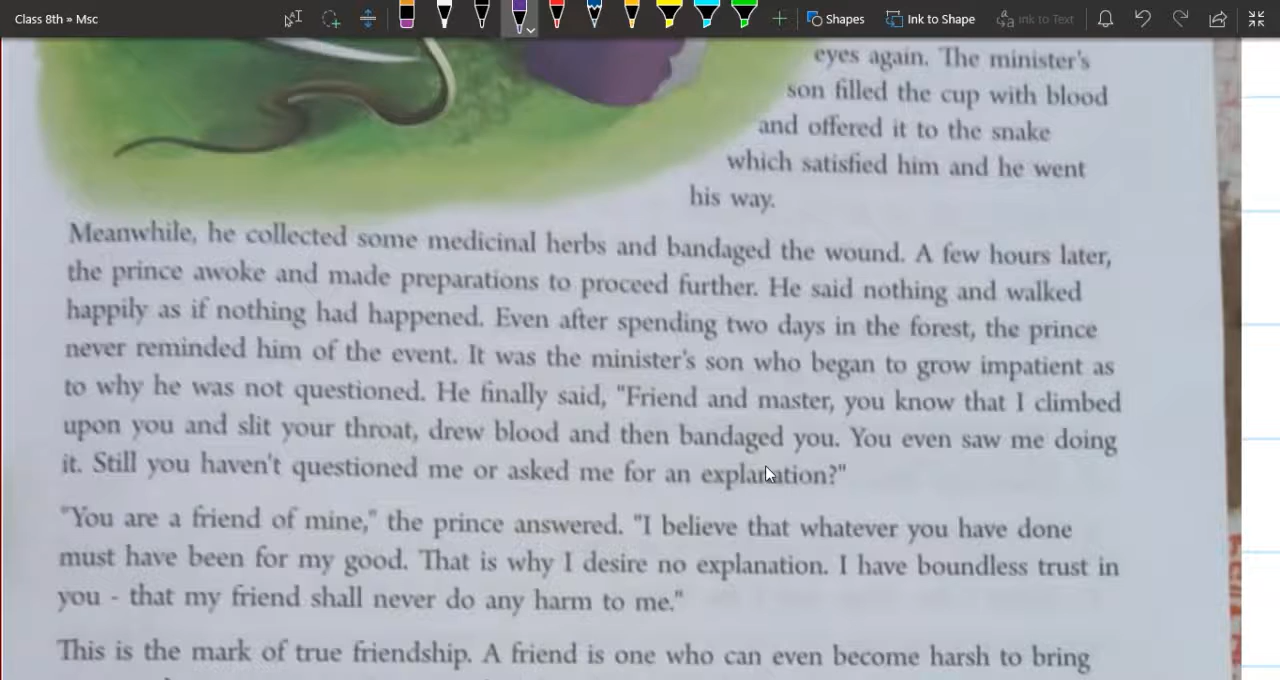 Class 8th » Msc
Shapes
Ink to Shape
Ink to Text
eyes again. The minister's
son filled the cup with blood
and offered it to the snake
which satisfied him and he went
his way.
Meanwhile, he collected some medicinal herbs and bandaged the wound. A few hours later,
the prince awoke and made preparations to proceed further. He said nothing and walked
happily as if nothing had happened. Even after spending two days in the forest, the prince
never reminded him of the event. It was the minister's son who began to grow impatient as
to why he was not questioned. He finally said, "Friend and master, you know that I climbed
upon you and slit your throat, drew blood and then bandaged you. You even saw me doing
it. Still you haven't questioned me or asked me for an explanation?"
"You are a friend of mine," the prince answered. "I believe that whatever you have done
must have been for my good. That is why I desire no explanation. I have boundless trust in
you - that my friend shall never do any harm to me."
This is the mark of true friendship. A friend is one who can even become harsh to bring